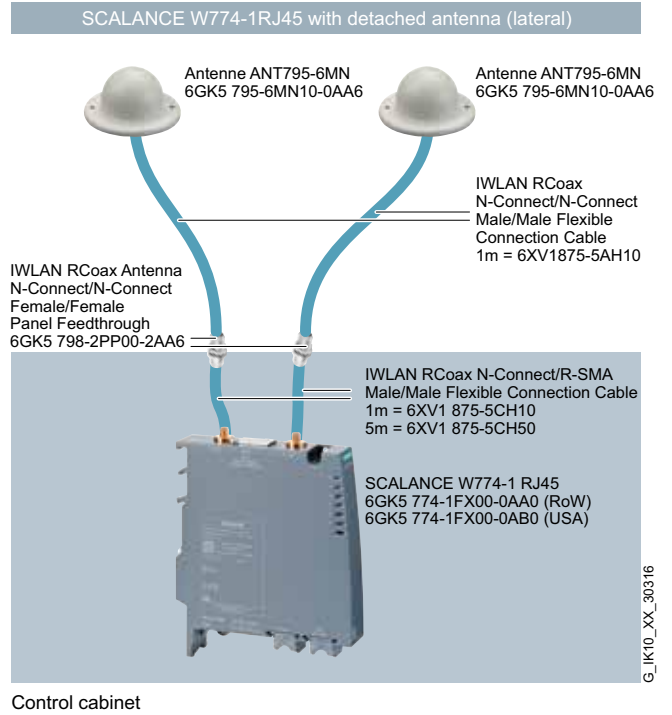 SCALANCE W774-1RJ45 with detached antenna (lateral)
Antenne ANT795-6MN
6GK5 795-6MN10-0AA6
Antenne ANT795-6MN
6GK5 795-6MN10-0AA6
IWLAN RCoax
N-Connect/N-Connect
Male/Male Flexible
Connection Cable
1m = 6XV1875-5AH10
IWLAN RCoax Antenna
N-Connect/N-Connect
Female/Female
Panel Feedthrough
6GK5 798-2PP00-2AA6
IWLAN RCoax N-Connect/R-SMA
Male/Male Flexible Connection Cable
1m = 6XV1 875-5CH10
5m = 6XV1 875-5CH50
SCALANCE W774-1 RJ45
6GK5 774-1FX00-0AA0 (RoW)
6GK5 774-1FX00-0AB0 (USA)
G_IK10_XX_30316
Control cabinet